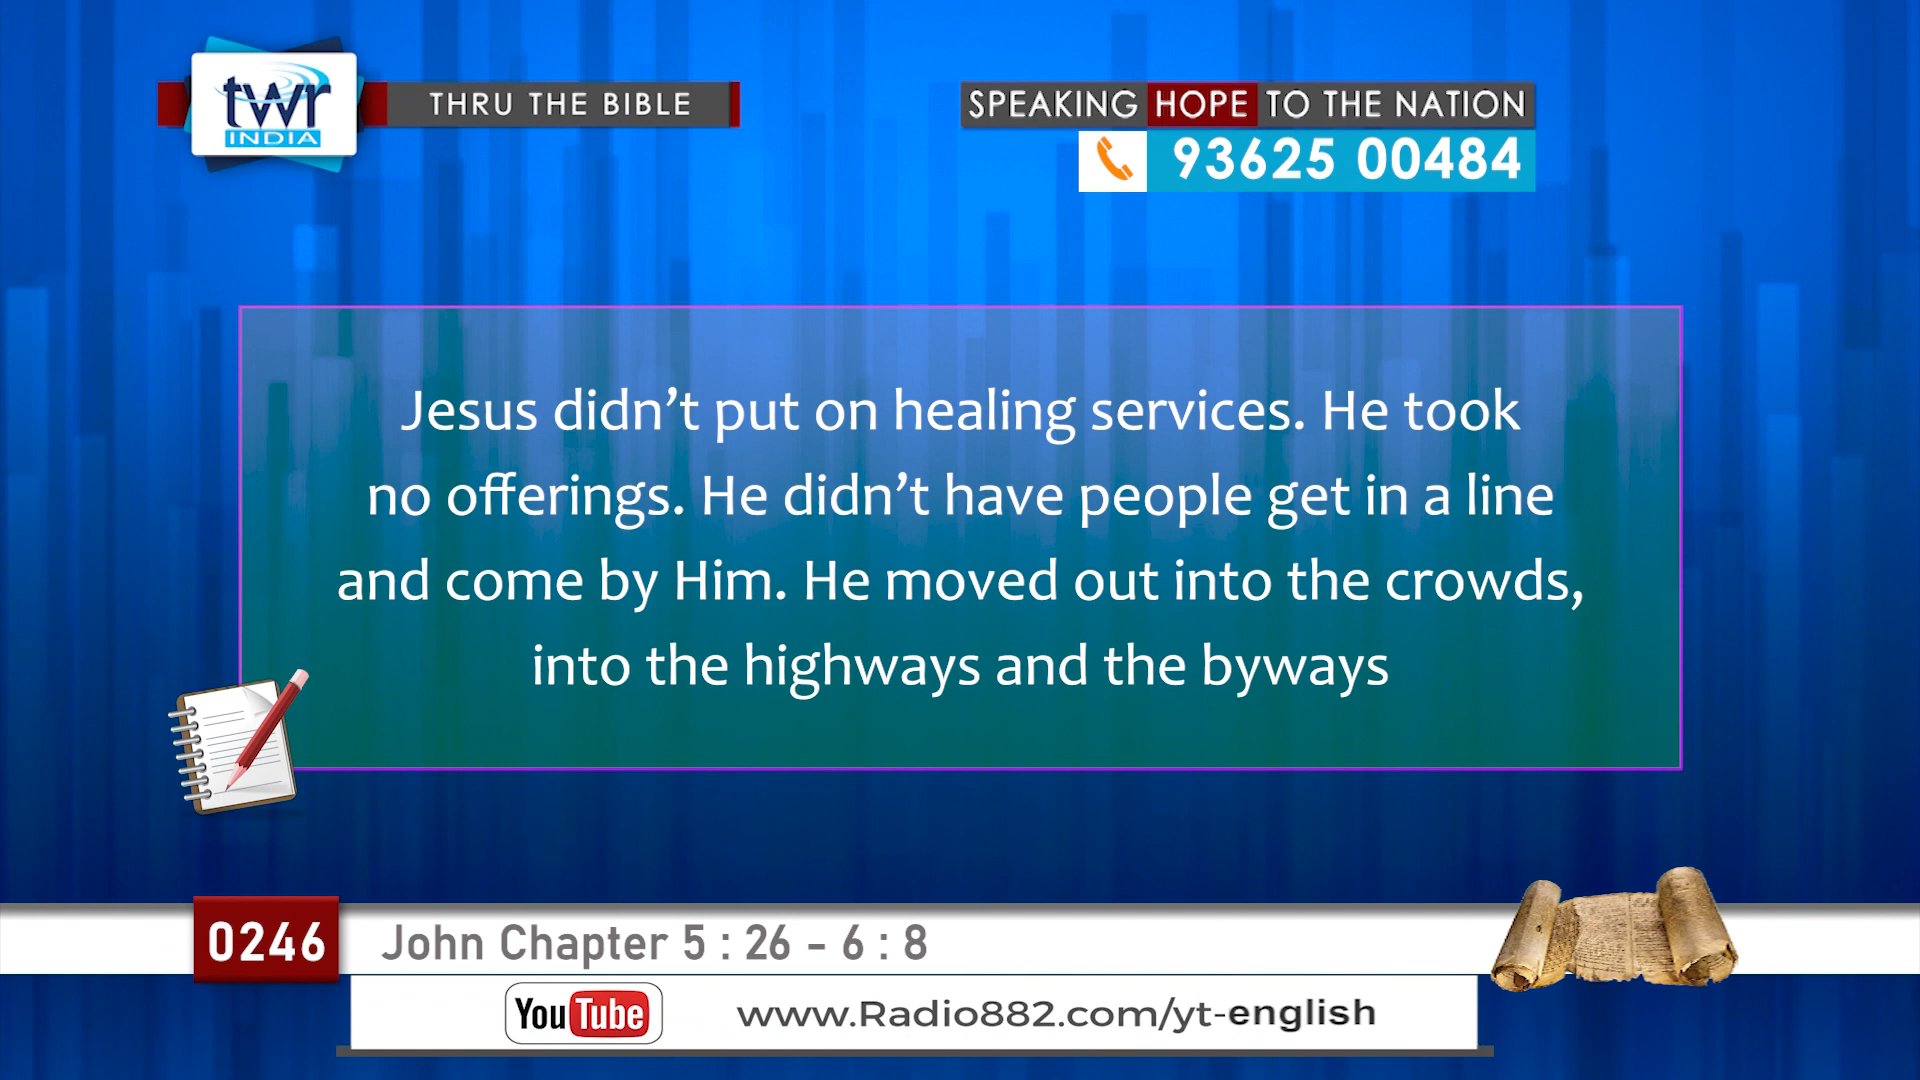 twr
INDIA
THRU THE BIBLE
SPEAKING HOPE TO THE NATION
93625 00484
Jesus didn’t put on healing services. He took
no offerings. He didn’t have people get in a line
and come by Him. He moved out into the crowds,
into the highways and the byways
0246
John Chapter 5 : 26 – 6 : 8
YouTube
www.Radio882.com/yt-english